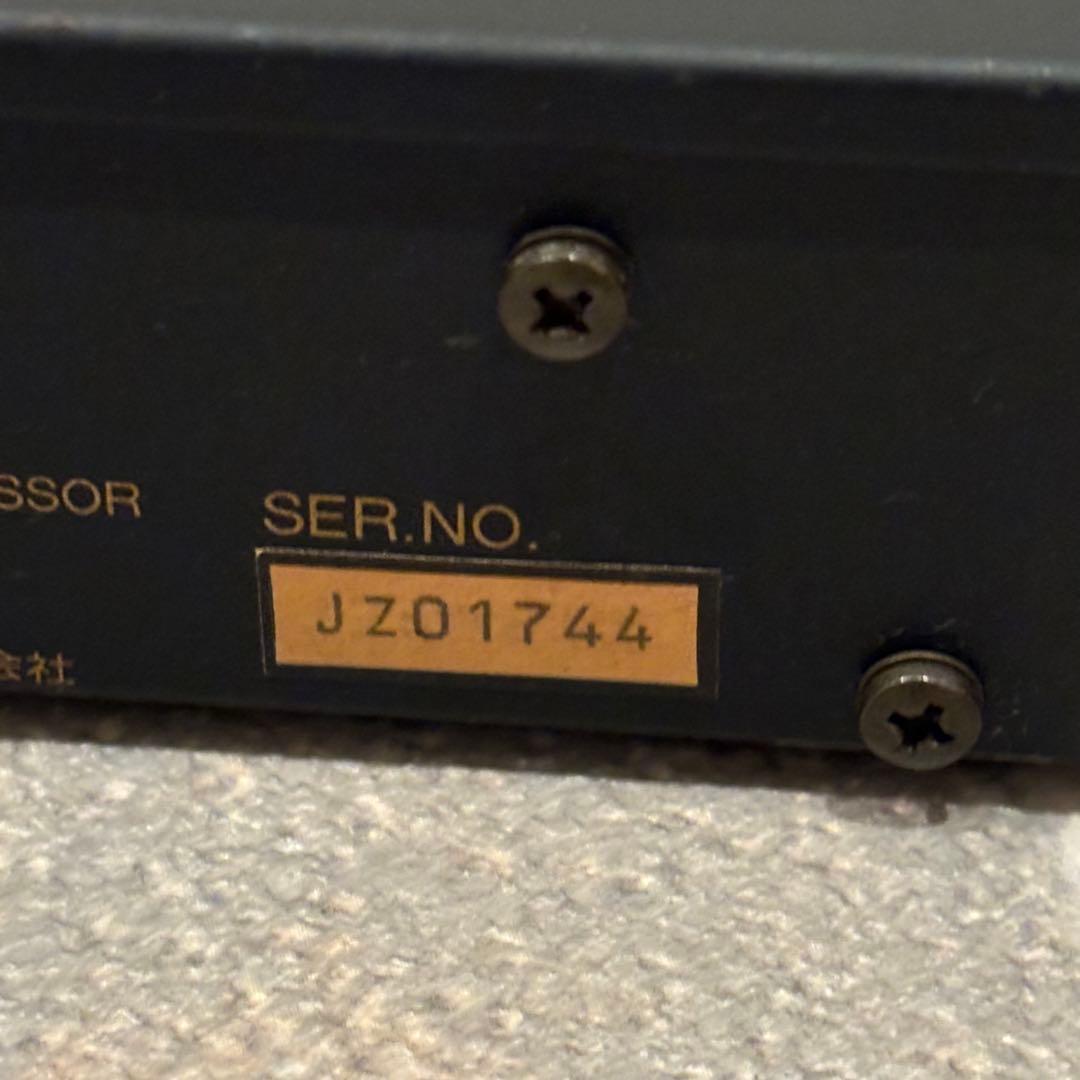 SSOR
SER.NO.
JZ01744
会社